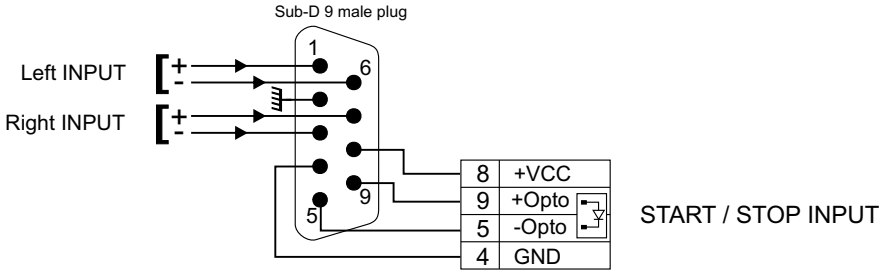 Sub-D 9 male plug
1
6
Left INPUT
+
-
Right INPUT
+
-
9
5
8 +VCC
9 +Opto
5 -Opto
4 GND
START / STOP INPUT